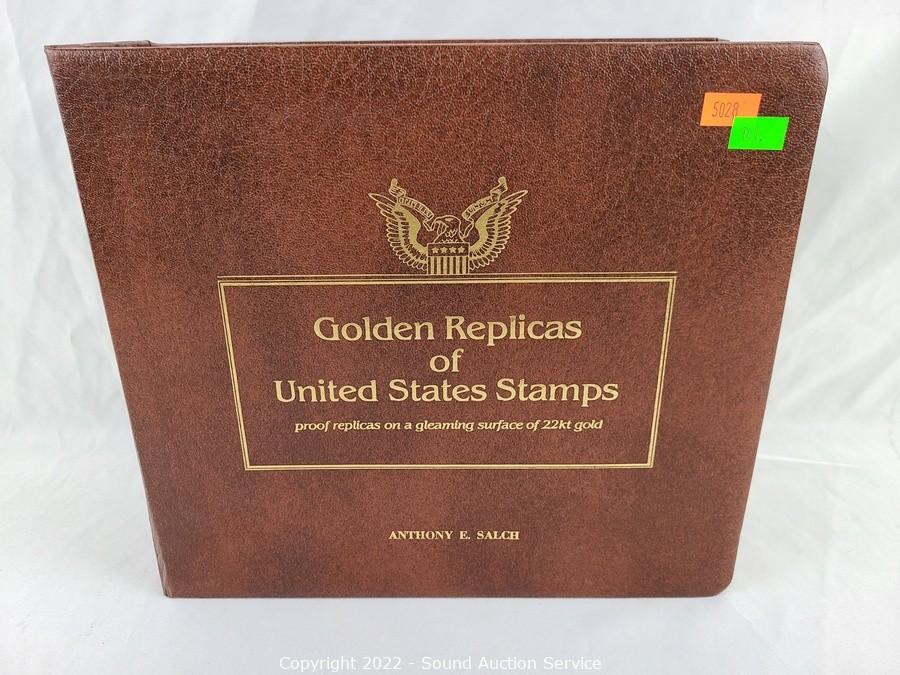 5028
Golden Replicas
of
United States Stamps
proof replicas on a gleaming surface of 22kt gold
ANTHONY E. SALCH
Copyright 2022 - Sound Auction Service